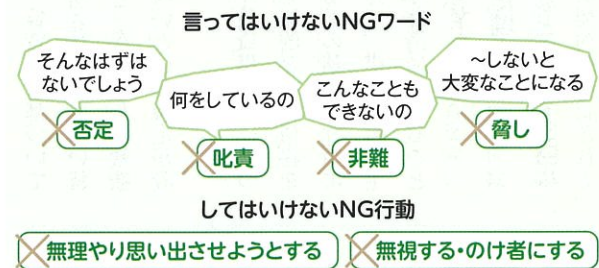 言ってはいけないNGワード
そんなはずは
ないでしょう
何をしているの
こんなことも
できないの
～しないと
大変なことになる
否定
叱責
非難
脅し
してはいけないNG行動
無理やり思い出させようとする
無視する・のけ者にする